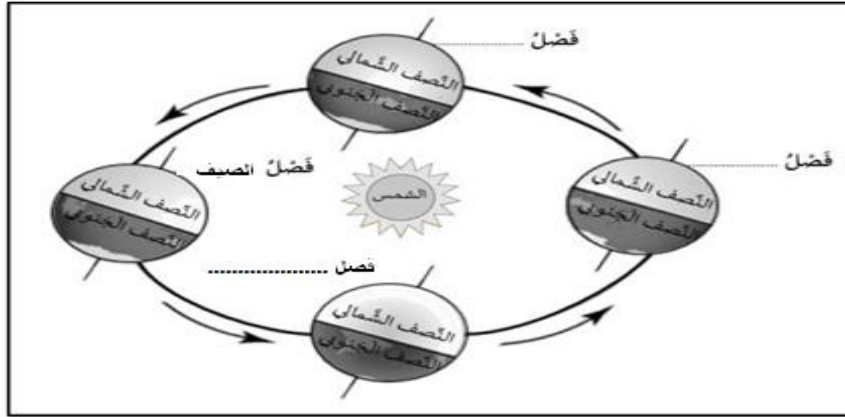 فَصْلُ ....................
النّصف الشّمالي
النّصف الجنوبي
فَصْلُ ....................
النّصف الشّمالي
النّصف الجنوبي
فَصْلُ الصيف
النّصف الشّمالي
النّصف الجنوبي
الشمس
فصل ....................
النّصف الشّمالي
النّصف الجنوبي